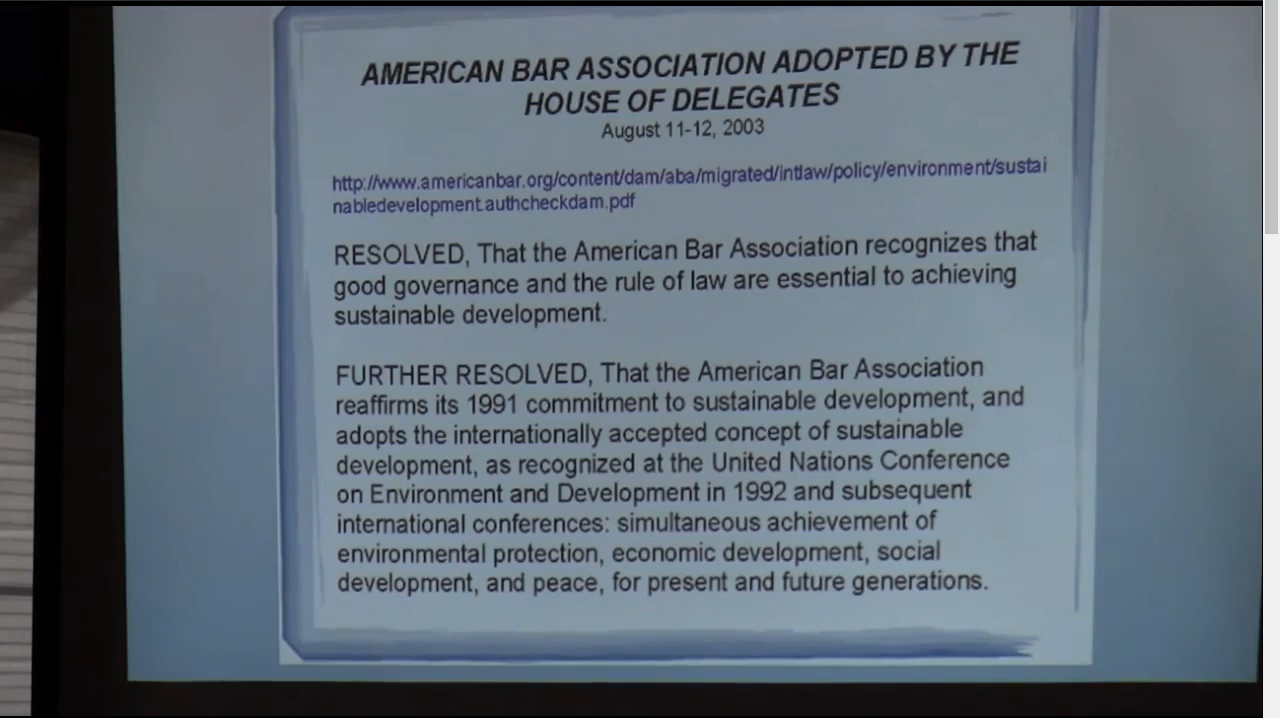 AMERICAN BAR ASSOCIATION ADOPTED BY THE
HOUSE OF DELEGATES
August 11-12, 2003
http://www.americanbar.org/content/dam/aba/migrated/intlaw/policy/environment/sustai
nabledevelopment.authcheckdam.pdf
RESOLVED, That the American Bar Association recognizes that
good governance and the rule of law are essential to achieving
sustainable development.
FURTHER RESOLVED, That the American Bar Association
reaffirms its 1991 commitment to sustainable development, and
adopts the internationally accepted concept of sustainable
development, as recognized at the United Nations Conference
on Environment and Development in 1992 and subsequent
international conferences: simultaneous achievement of
environmental protection, economic development, social
development, and peace, for present and future generations.